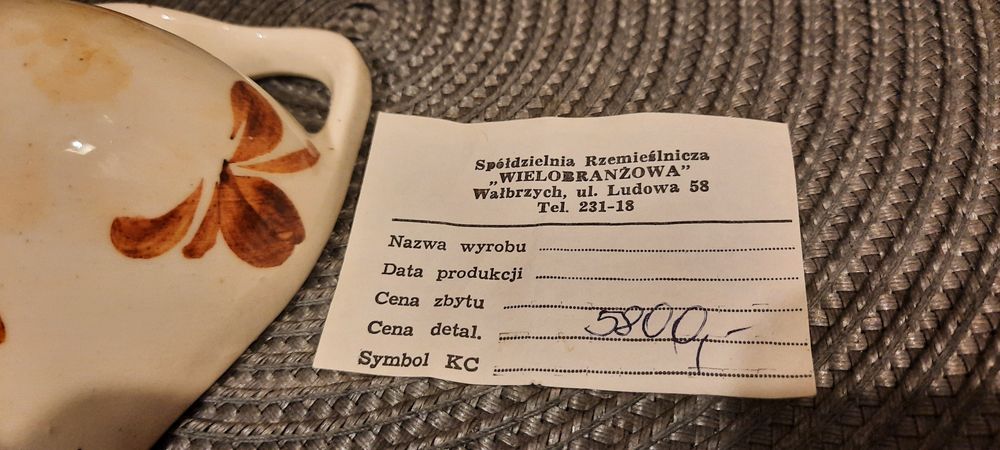 Spółdzielnia Rzemieślnicza
„WIELOBRANŻOWA"
Wałbrzych, ul. Ludowa 58
Tel. 231-18
Nazwa wyrobu
Data produkcji
Cena zbytu
Cena detal. 5800,-
Symbol KC